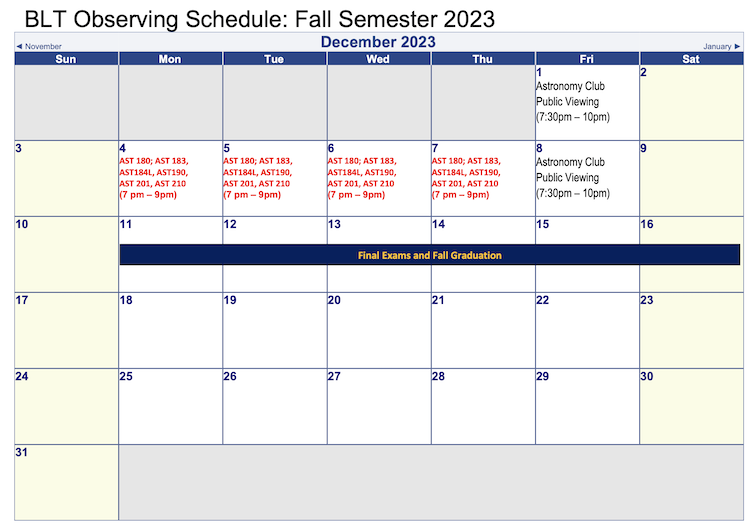 BLT Observing Schedule: Fall Semester 2023
◄ November
December 2023
January ►
Sun
Mon
Tue
Wed
Thu
Fri
Sat
1
Astronomy Club
Public Viewing
(7:30pm – 10pm)
2
3
4
AST 180; AST 183,
AST184L, AST190,
AST 201, AST 210
(7 pm – 9pm)
5
AST 180; AST 183,
AST184L, AST190,
AST 201, AST 210
(7 pm – 9pm)
6
AST 180; AST 183,
AST184L, AST190,
AST 201, AST 210
(7 pm – 9pm)
7
AST 180; AST 183,
AST184L, AST190,
AST 201, AST 210
(7 pm – 9pm)
8
Astronomy Club
Public Viewing
(7:30pm – 10pm)
9
10
11
12
13
14
15
16
Final Exams and Fall Graduation
17
18
19
20
21
22
23
24
25
26
27
28
29
30
31